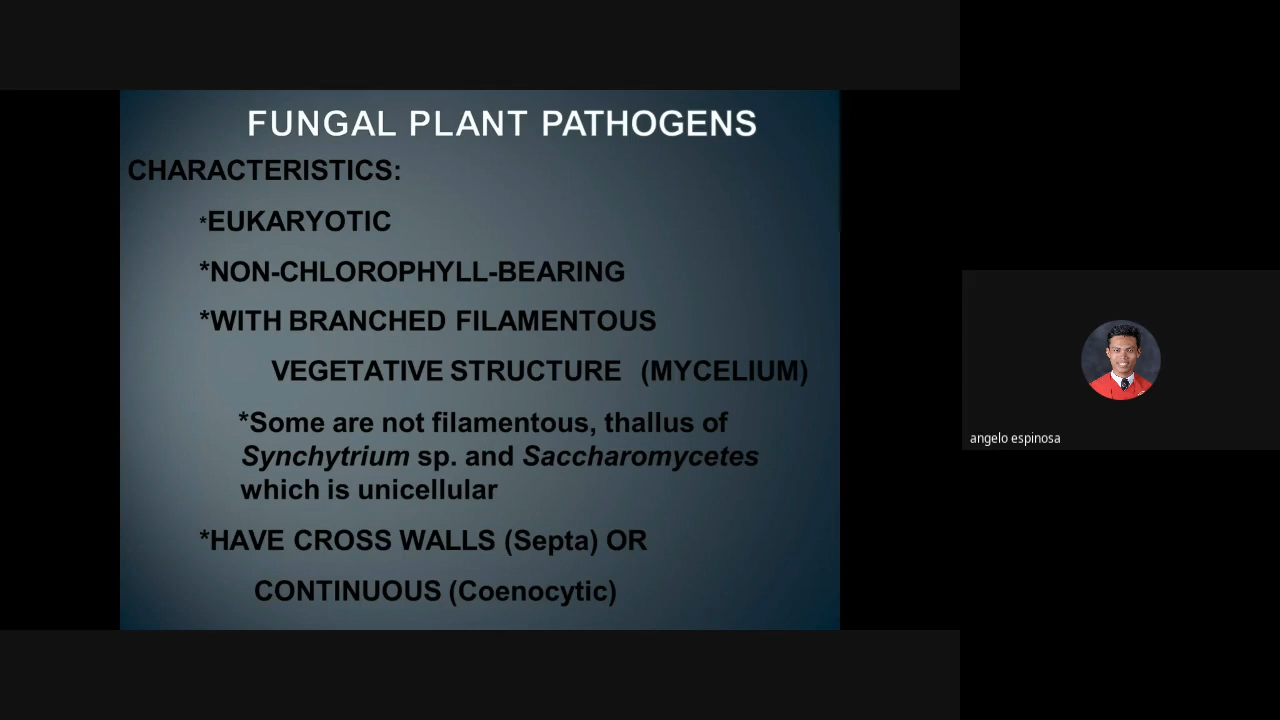 FUNGAL PLANT PATHOGENS
CHARACTERISTICS:
*EUKARYOTIC
*NON-CHLOROPHYLL-BEARING
*WITH BRANCHED FILAMENTOUS
VEGETATIVE STRUCTURE (MYCELIUM)
*Some are not filamentous, thallus of
Synchytrium sp. and Saccharomycetes
which is unicellular
*HAVE CROSS WALLS (Septa) OR
CONTINUOUS (Coenocytic)
angelo espinosa